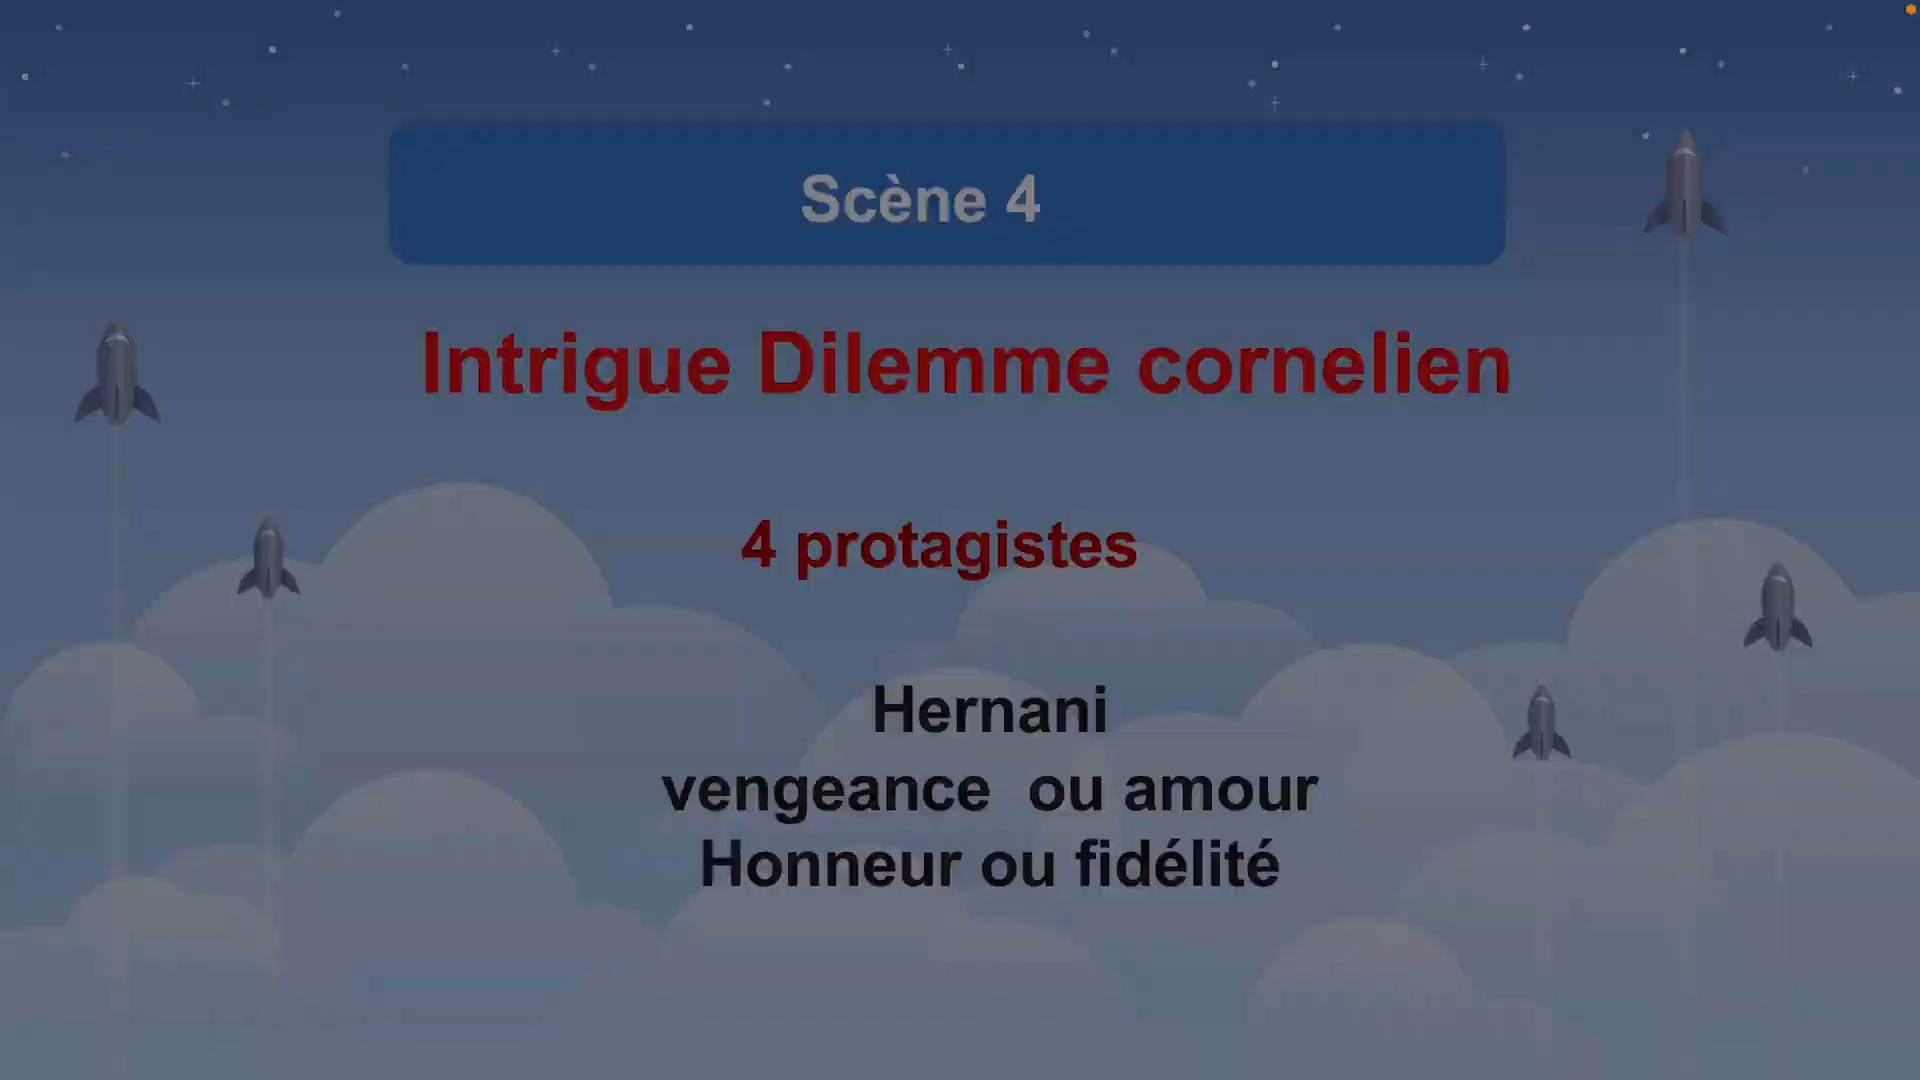 Scène 4
Intrigue Dilemme cornelien
4 protagistes
Hernani
vengeance ou amour
Honneur ou fidélité